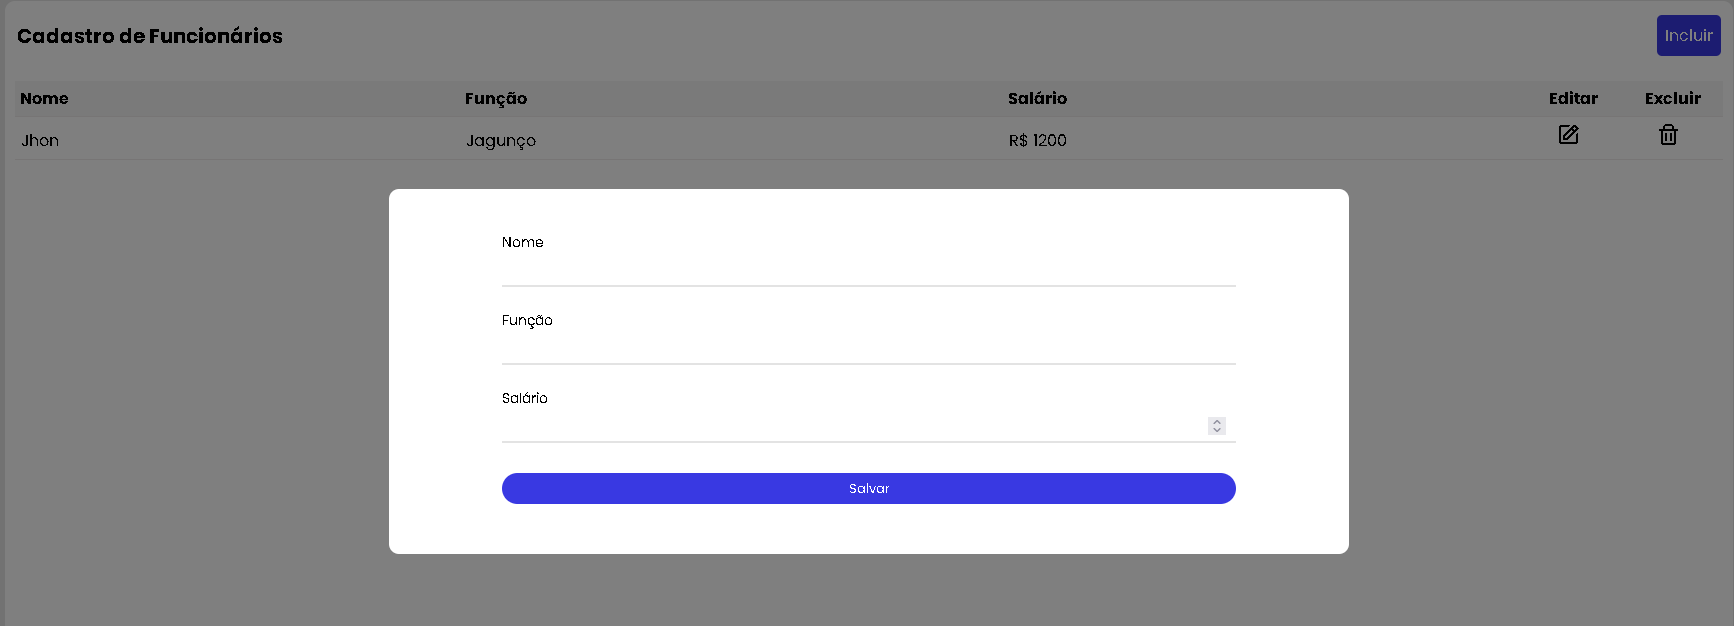 Cadastro de Funcionários
Incluir
Nome Função Salário Editar Excluir
Jhon Jagunço R$ 1200
Nome
Função
Salário
Salvar